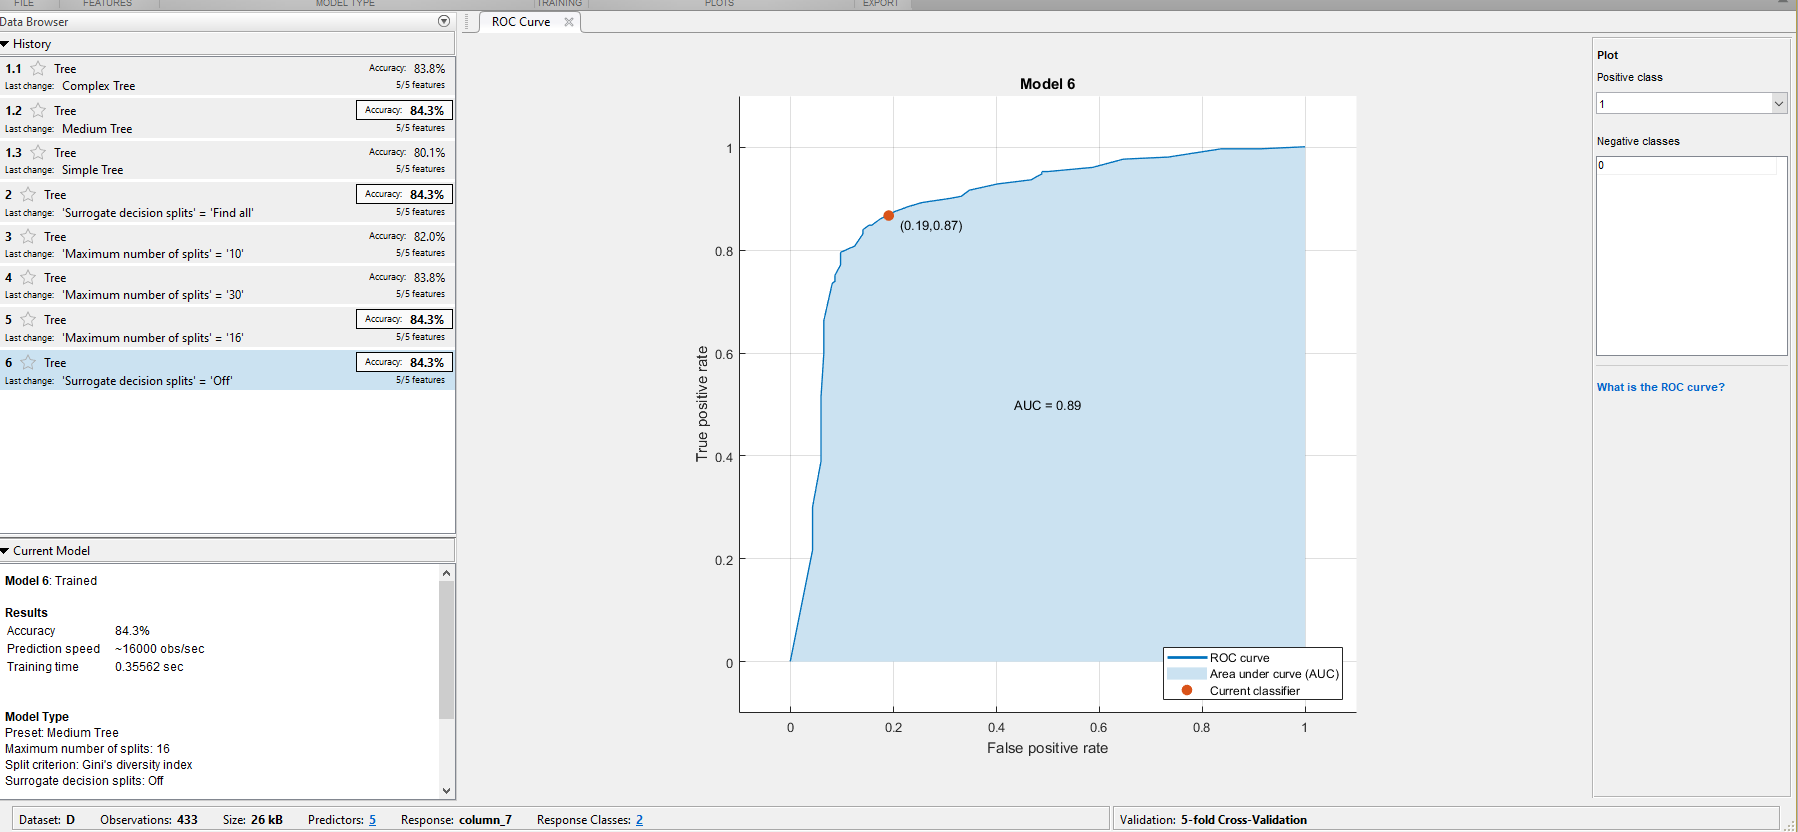 FILE FEATURES MODEL TYPE TRAINING PLOTS EXPORT
Data Browser
ROC Curve
History
1.1 Tree Accuracy: 83.8%
Last change: Complex Tree 5/5 features
1.2 Tree Accuracy: 84.3%
Last change: Medium Tree 5/5 features
1.3 Tree Accuracy: 80.1%
Last change: Simple Tree 5/5 features
2 Tree Accuracy: 84.3%
Last change: 'Surrogate decision splits' = 'Find all' 5/5 features
3 Tree Accuracy: 82.0%
Last change: 'Maximum number of splits' = '10' 5/5 features
4 Tree Accuracy: 83.8%
Last change: 'Maximum number of splits' = '30' 5/5 features
5 Tree Accuracy: 84.3%
Last change: 'Maximum number of splits' = '16' 5/5 features
6 Tree Accuracy: 84.3%
Last change: 'Surrogate decision splits' = 'Off' 5/5 features
Current Model
Model 6: Trained
Results
Accuracy 84.3%
Prediction speed ~16000 obs/sec
Training time 0.35562 sec
Model Type
Preset: Medium Tree
Maximum number of splits: 16
Split criterion: Gini's diversity index
Surrogate decision splits: Off
Model 6
1
0.8
0.6
0.4
0.2
0
True positive rate
(0.19,0.87)
AUC = 0.89
ROC curve
Area under curve (AUC)
Current classifier
0 0.2 0.4 0.6 0.8 1
False positive rate
Plot
Positive class
1
Negative classes
0
What is the ROC curve?
Dataset: D Observations: 433 Size: 26 kB Predictors: 5 Response: column_7 Response Classes: 2
Validation: 5-fold Cross-Validation